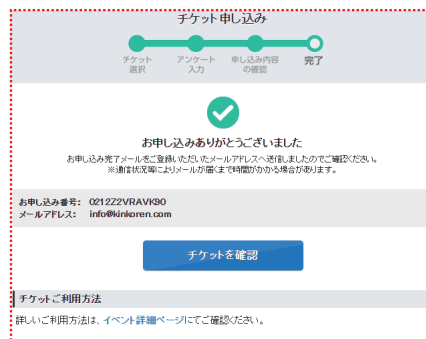 チケット申し込み
チケット
選択
アンケート
入力
申し込み内容
の確認
完了
お申し込みありがとうございました
お申し込み完了メールをご登録いただいたメールアドレスへ送信しましたのでご確認ください。
※通信状況等によりメールが届くまで時間がかかる場合があります。
お申し込み番号： 0212Z2VRAVK90
メールアドレス： info@kinkoren.com
チケットを確認
チケットご利用方法
詳しいご利用方法は、イベント詳細ページにてご確認ください。